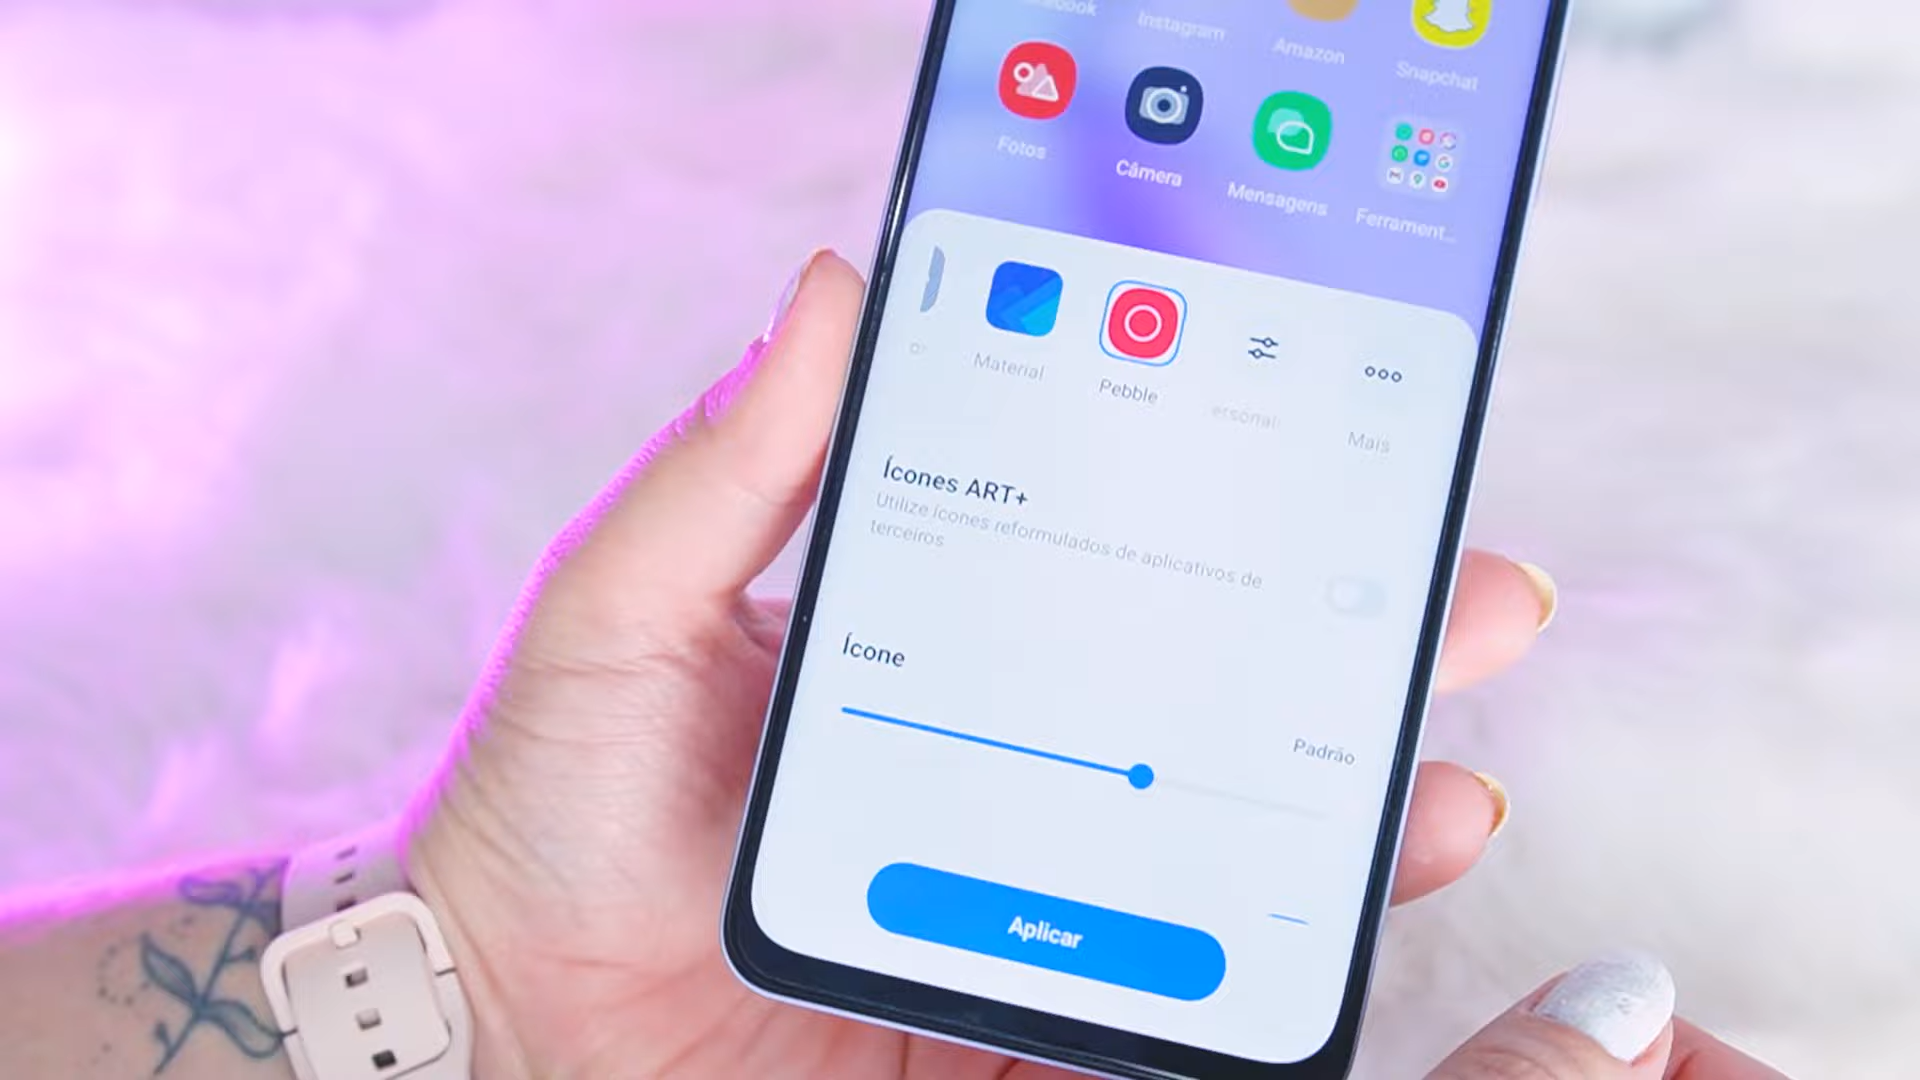 Instagram
Amazon
Snapchat
Fotos
Câmera
Mensagens
Ferrament...
Material
Pebble
Mais
Ícones ART+
Utilize ícones reformulados de aplicativos de
terceiros
Ícone
Padrão
Aplicar